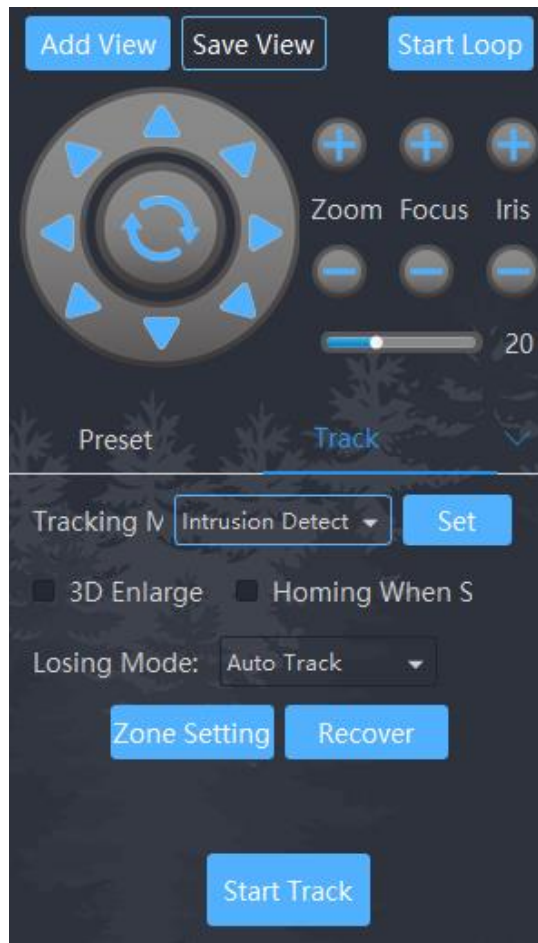 Add View Save View Start Loop
Zoom Focus Iris
20
Preset Track
Tracking M Intrusion Detect Set
3D Enlarge Homing When S
Losing Mode: Auto Track
Zone Setting Recover
Start Track